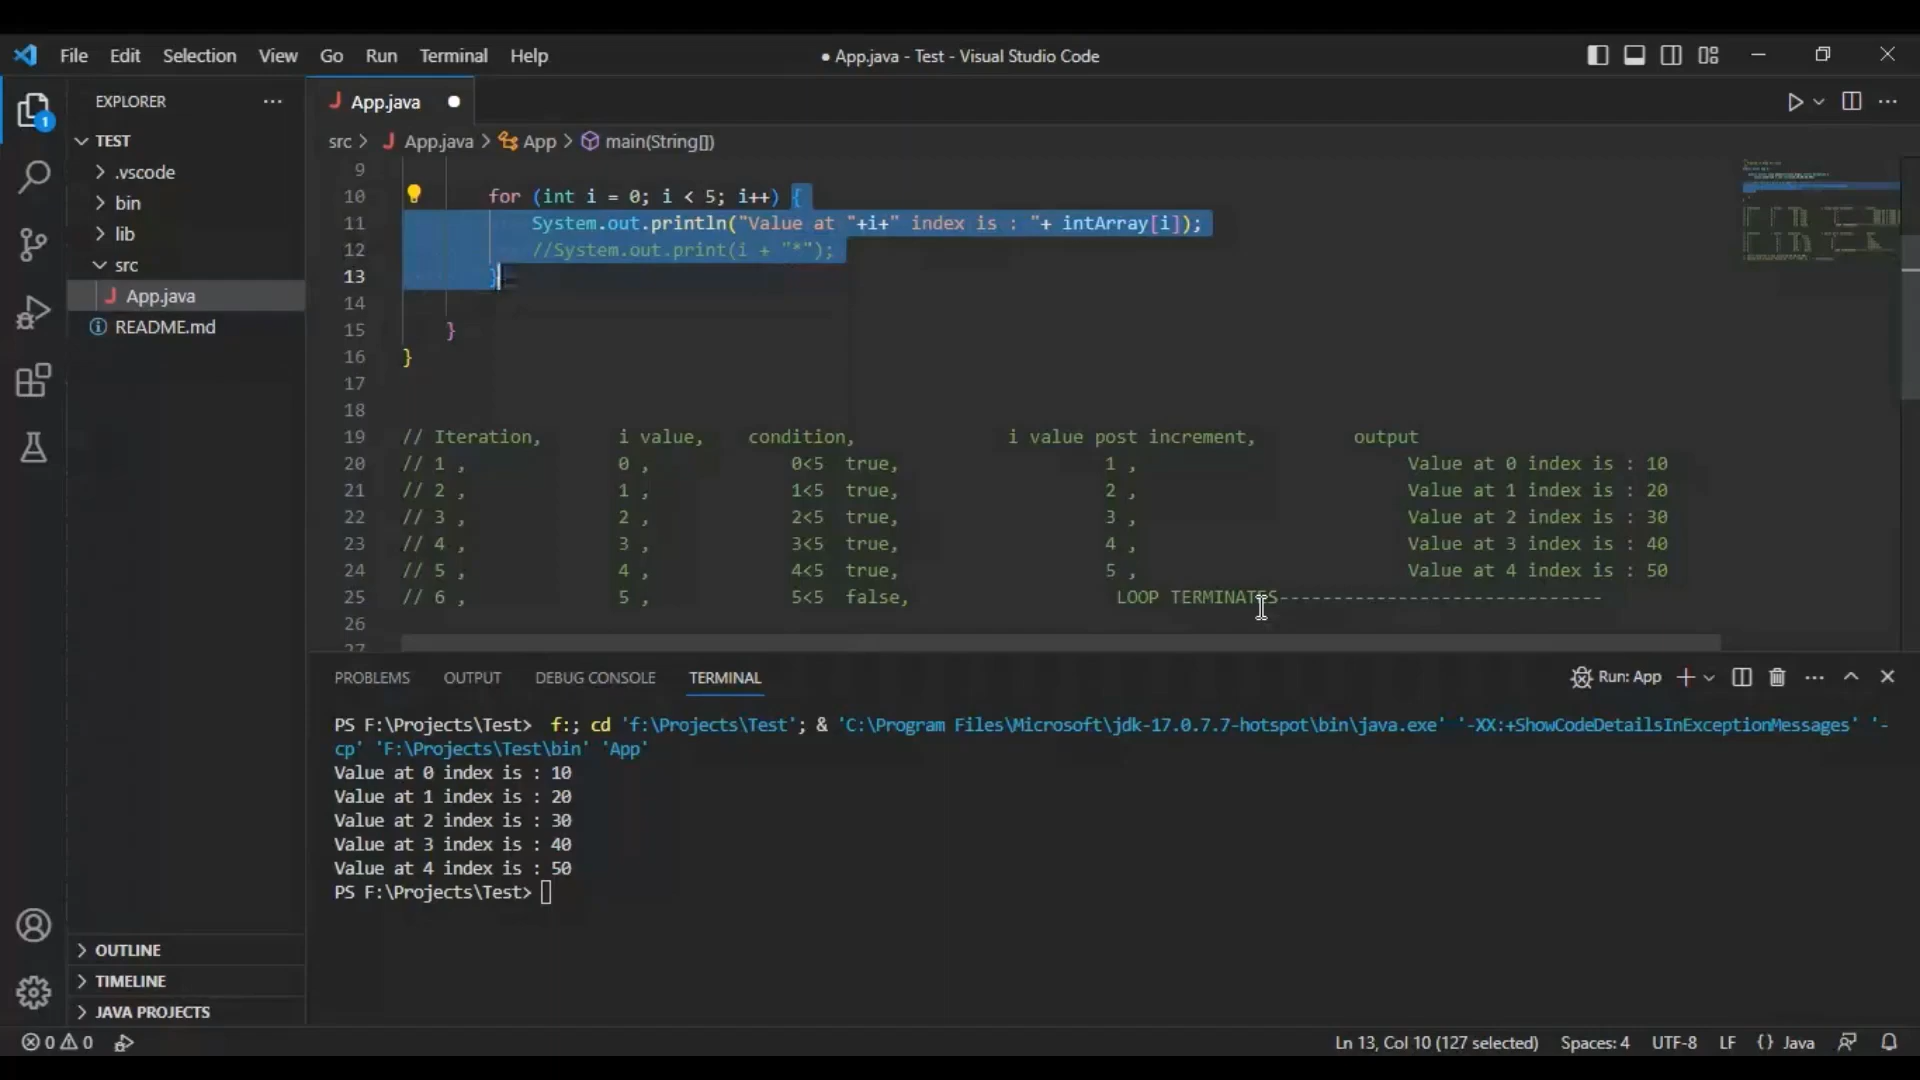 File Edit Selection View Go Run Terminal Help
● App.java - Test - Visual Studio Code
EXPLORER
App.java
TEST
src > App.java > App > main(String[])
.vscode
bin
lib
src
App.java
README.md
1
9
10 for (int i = 0; i < 5; i++) {
11 System.out.println("Value at "+i+" index is : "+ intArray[i]);
12 //System.out.print(i + "*");
13 }
14
15 }
16 }
17
18
19 // Iteration, i value, condition, i value post increment, output
20 // 1 , 0 , 0<5 true, 1 , Value at 0 index is : 10
21 // 2 , 1 , 1<5 true, 2 , Value at 1 index is : 20
22 // 3 , 2 , 2<5 true, 3 , Value at 2 index is : 30
23 // 4 , 3 , 3<5 true, 4 , Value at 3 index is : 40
24 // 5 , 4 , 4<5 true, 5 , Value at 4 index is : 50
25 // 6 , 5 , 5<5 false, LOOP TERMINATES------------------------------
26
27
PROBLEMS OUTPUT DEBUG CONSOLE TERMINAL
Run: App
PS F:\Projects\Test> f:; cd 'f:\Projects\Test'; & 'C:\Program Files\Microsoft\jdk-17.0.7.7-hotspot\bin\java.exe' '-XX:+ShowCodeDetailsInExceptionMessages' '-
cp' 'F:\Projects\Test\bin' 'App'
Value at 0 index is : 10
Value at 1 index is : 20
Value at 2 index is : 30
Value at 3 index is : 40
Value at 4 index is : 50
PS F:\Projects\Test>
OUTLINE
TIMELINE
JAVA PROJECTS
0 0
Ln 13, Col 10 (127 selected) Spaces: 4 UTF-8 LF {} Java